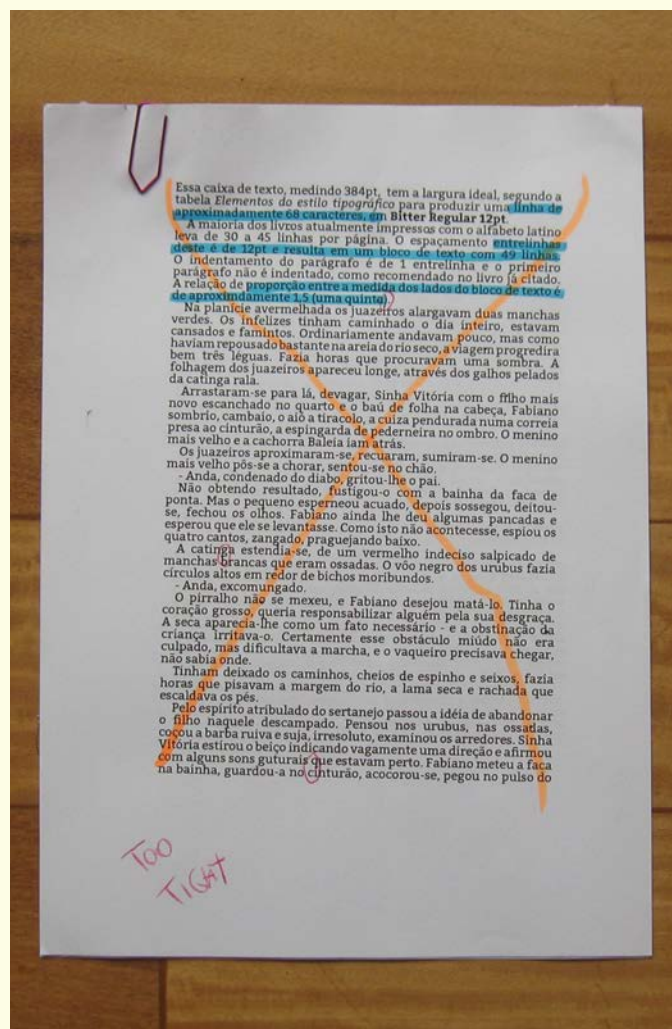 Essa caixa de texto, medindo 384pt, tem a largura ideal, segundo a
tabela Elementos do estilo tipográfico para produzir uma linha de
aproximadamente 68 caracteres, em Bitter Regular 12pt.
A maioria dos livros atualmente impressos com o alfabeto latino
leva de 30 a 45 linhas por página. O espaçamento entrelinhas
deste é de 12pt e resulta em um bloco de texto com 49 linhas.
O indentamento do parágrafo é de 1 entrelinha e o primeiro
parágrafo não é indentado, como recomendado no livro já citado.
A relação de proporção entre a medida dos lados do bloco de texto é
de aproximdamente 1,5 (uma quinta)
Na planície avermelhada os juazeiros alargavam duas manchas
verdes. Os infelizes tinham caminhado o dia inteiro, estavam
cansados e famintos. Ordinariamente andavam pouco, mas como
haviam repousado bastante na areia do rio seco, a viagem progredira
bem três léguas. Fazia horas que procuravam uma sombra. A
folhagem dos juazeiros apareceu longe, através dos galhos pelados
da catinga rala.
Arrastaram-se para lá, devagar, Sinha Vitória com o filho mais
novo escanchado no quarto e o baú de folha na cabeça, Fabiano
sombrio, cambaio, o aió a tiracolo, a cuiza pendurada numa correia
presa ao cinturão, a espingarda de pederneira no ombro. O menino
mais velho e a cachorra Baleia iam atrás.
Os juazeiros aproximaram-se, recuaram, sumiram-se. O menino
mais velho pôs-se a chorar, sentou-se no chão.
- Anda, condenado do diabo, gritou-lhe o pai.
Não obtendo resultado, fustigou-o com a bainha da faca de
ponta. Mas o pequeno esperneou acuado, depois sossegou, deitou-
se, fechou os olhos. Fabiano ainda lhe deu algumas pancadas e
esperou que ele se levantasse. Como isto não acontecesse, espiou os
quatro cantos, zangado, praguejando baixo.
A catinga estendia-se, de um vermelho indeciso salpicado de
manchas brancas que eram ossadas. O vôo negro dos urubus fazia
círculos altos em redor de bichos moribundos.
- Anda, excomungado.
O pirralho não se mexeu, e Fabiano desejou matá-lo. Tinha o
coração grosso, queria responsabilizar alguém pela sua desgraça.
A seca aparecia-lhe como um fato necessário - e a obstinação da
criança irritava-o. Certamente esse obstáculo miúdo não era
culpado, mas dificultava a marcha, e o vaqueiro precisava chegar,
não sabia onde.
Tinham deixado os caminhos, cheios de espinho e seixos, fazia
horas que pisavam a margem do rio, a lama seca e rachada que
escaldava os pés.
Pelo espírito atribulado do sertanejo passou a idéia de abandonar
o filho naquele descampado. Pensou nos urubus, nas ossadas,
coçou a barba ruiva e suja, irresoluto, examinou os arredores. Sinha
Vitória estirou o beiço indicando vagamente uma direção e afirmou
com alguns sons guturais que estavam perto. Fabiano meteu a faca
na bainha, guardou-a no cinturão, acocorou-se, pegou no pulso do
TOO
TIGHT